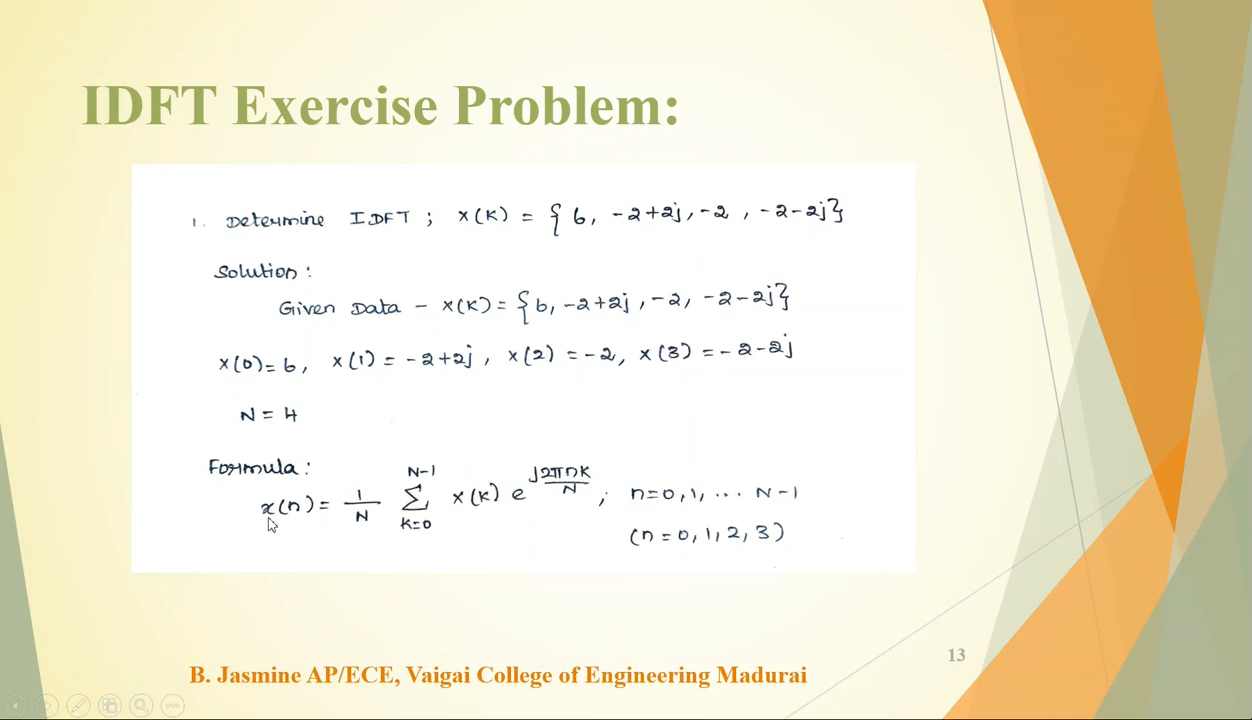 IDFT Exercise Problem:
1. Determine IDFT ; x(k) = { 6, -2+2j, -2 , -2-2j}
Solution :
Given Data - x(k) = { 6, -2+2j , -2, -2-2j}
x(0)= 6, x(1) = -2+2j , x(2) = -2, x(3) = -2-2j
N = 4
Formula :
x(n) = 1/N N-1 Σ k=0 x(k) e^(j2πnk/N) ; n=0, 1, ... N-1
(n = 0, 1, 2, 3)
13
B. Jasmine AP/ECE, Vaigai College of Engineering Madurai